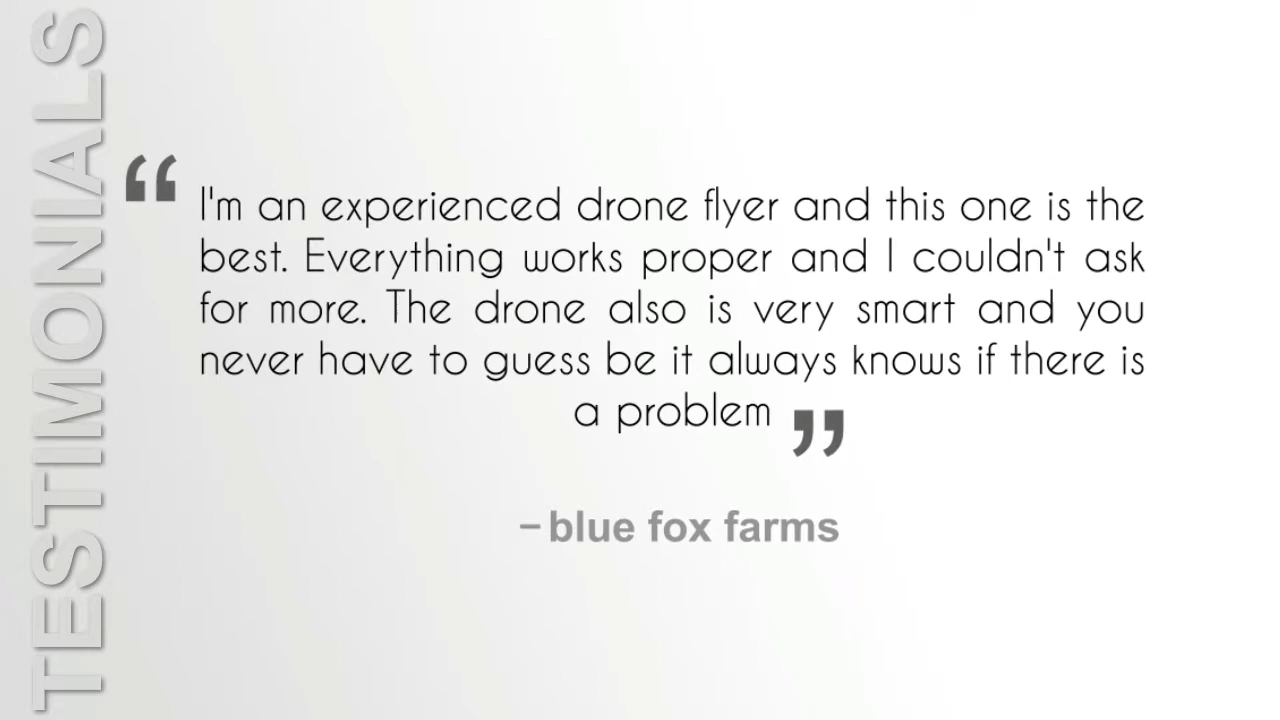 TESTIMONIALS
“ I'm an experienced drone flyer and this one is the
best. Everything works proper and I couldn't ask
for more. The drone also is very smart and you
never have to guess be it always knows if there is
a problem ”
– blue fox farms